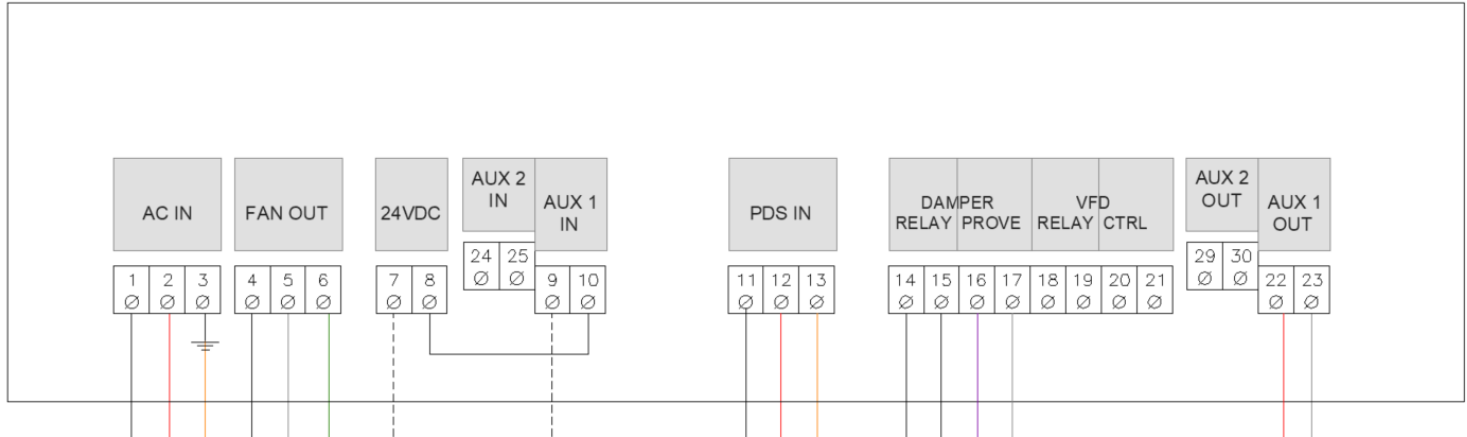 AC IN
FAN OUT
24VDC
AUX 2
IN
AUX 1
IN
PDS IN
DAMPER
RELAY PROVE
VFD
RELAY CTRL
AUX 2
OUT
AUX 1
OUT
1 2 3
4 5 6
7 8
24 25
9 10
11 12 13
14 15 16 17 18 19 20 21
29 30
22 23